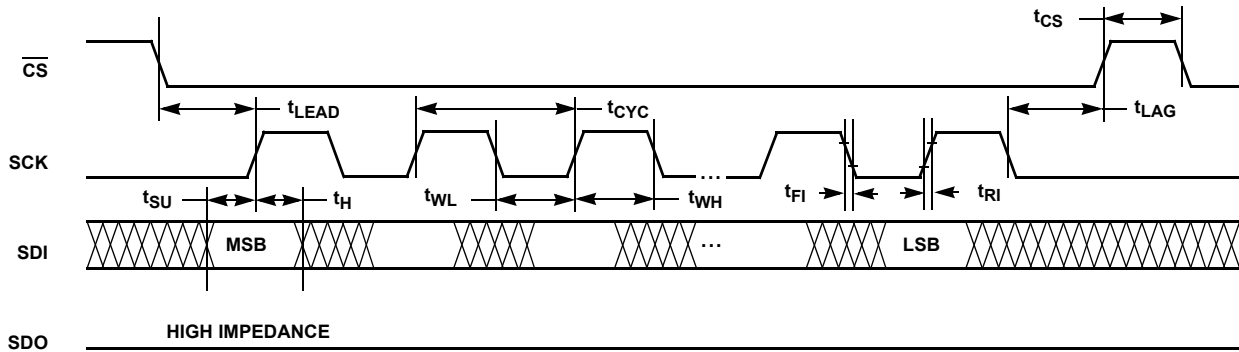 tCS
CS
tLEAD
tCYC
tLAG
SCK
...
tSU
tH
tWL
tWH
tFI
tRI
SDI
MSB
...
LSB
HIGH IMPEDANCE
SDO